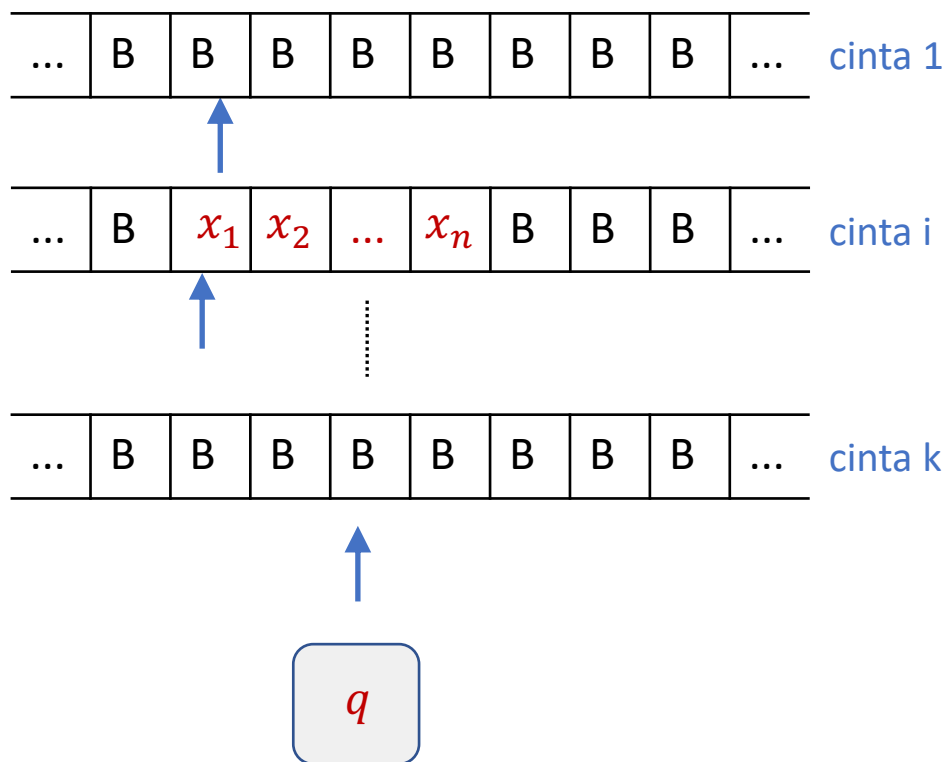 ... B B B B B B B B ... cinta 1
... B x₁ x₂ ... xₙ B B B ... cinta i
... B B B B B B B B ... cinta k
q